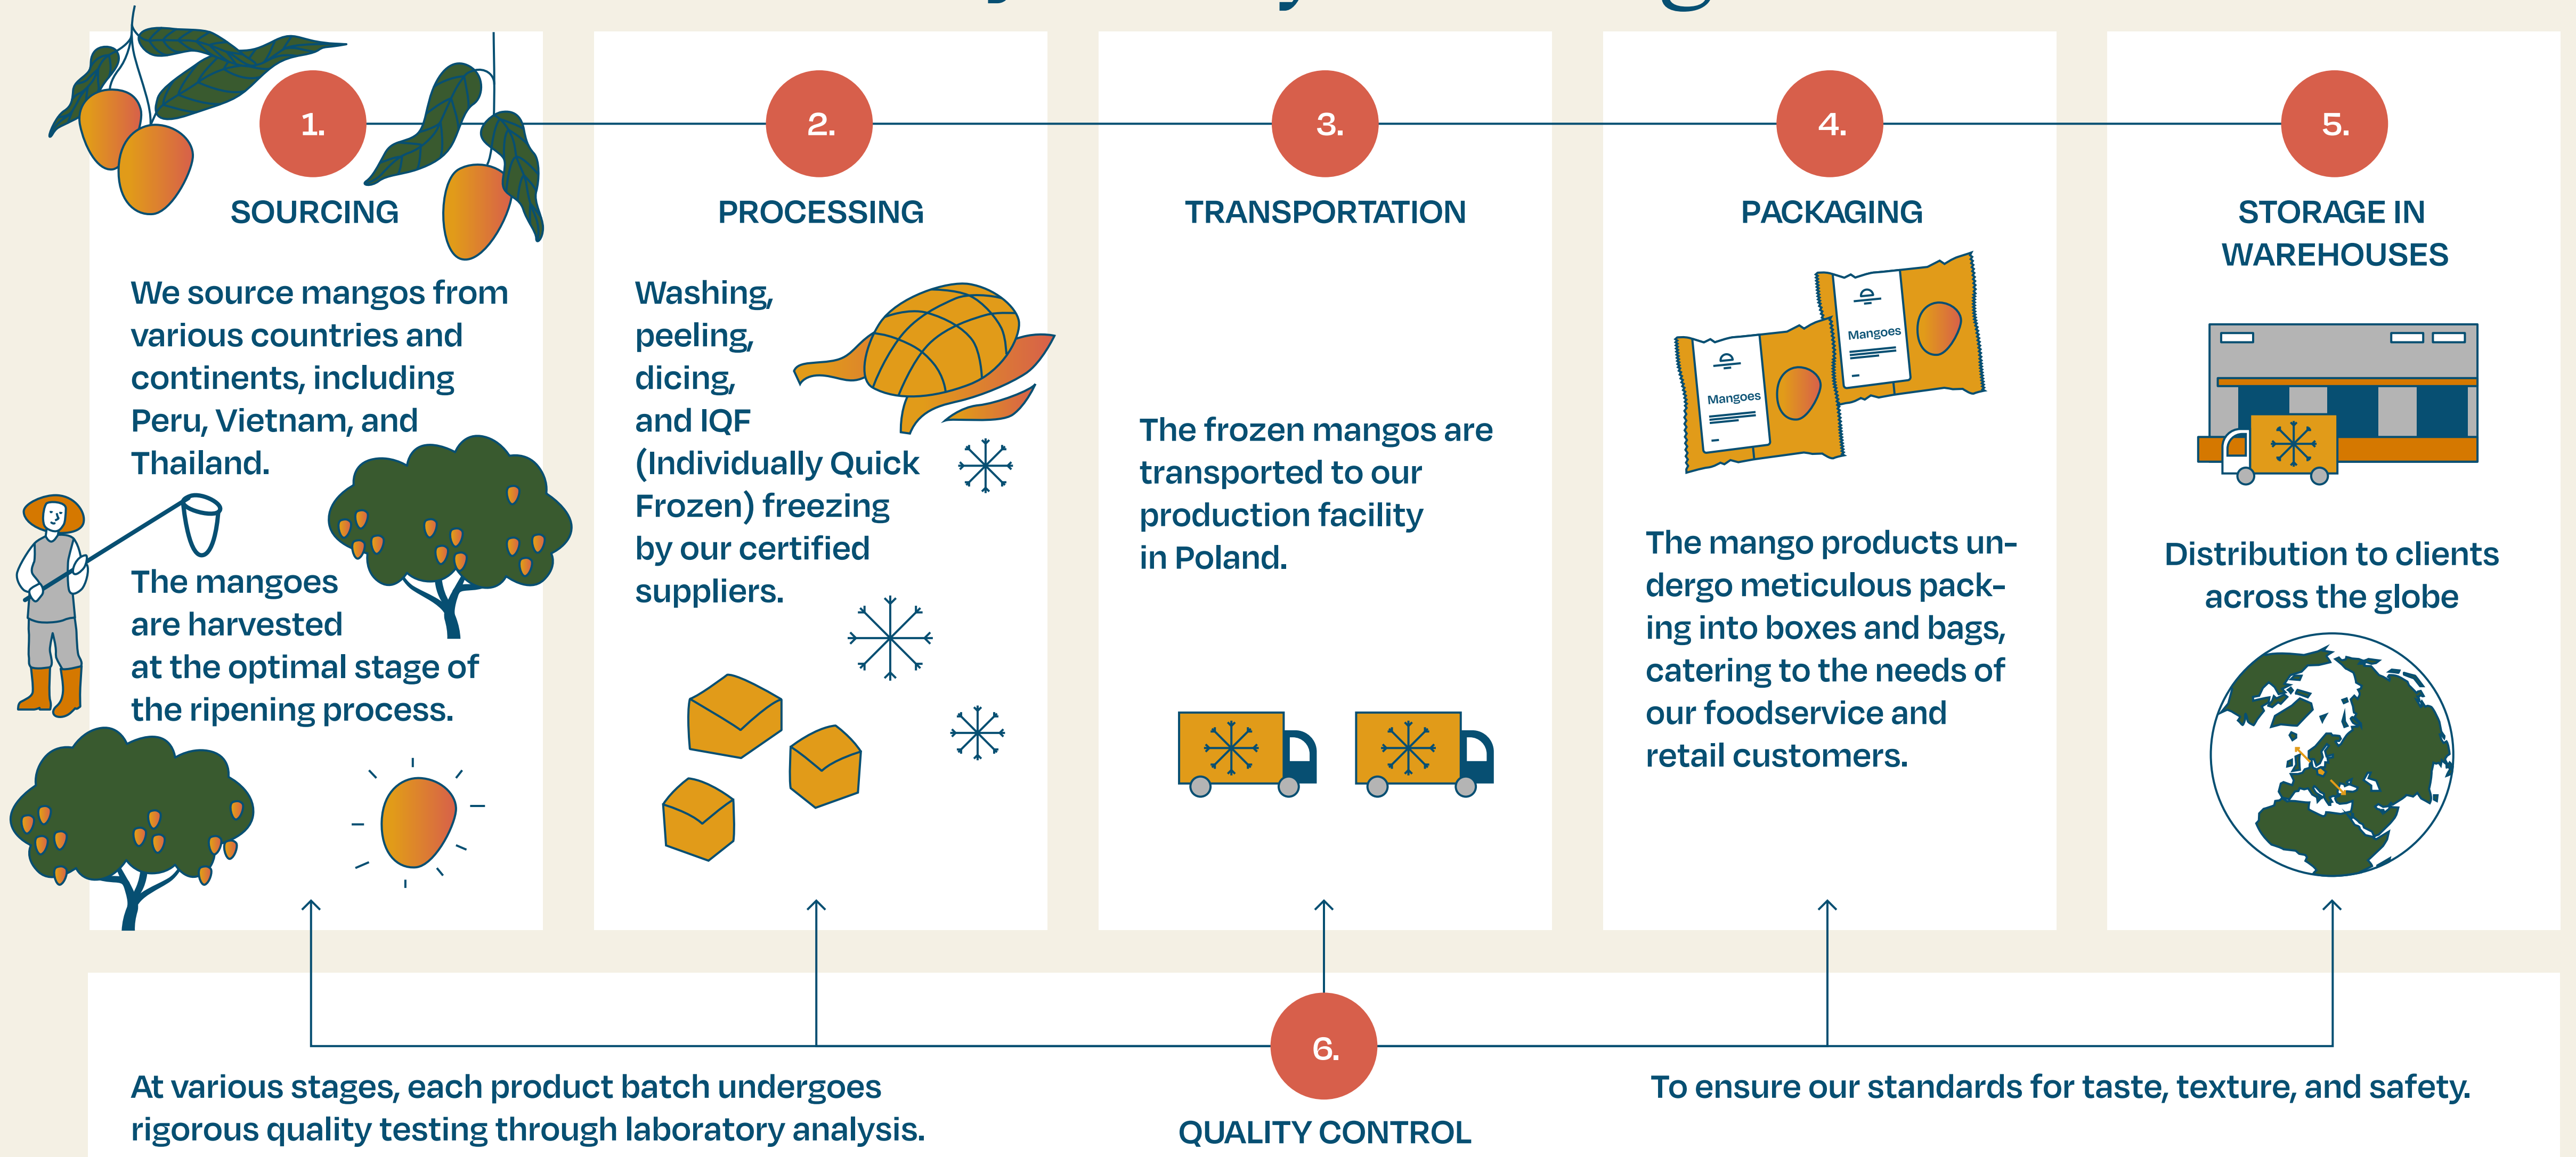 1.
SOURCING
We source mangos from
various countries and
continents, including
Peru, Vietnam, and
Thailand.
The mangoes
are harvested
at the optimal stage of
the ripening process.
2.
PROCESSING
Washing,
peeling,
dicing,
and IQF
(Individually Quick
Frozen) freezing
by our certified
suppliers.
3.
TRANSPORTATION
The frozen mangos are
transported to our
production facility
in Poland.
4.
PACKAGING
Mangoes
Mangoes
The mango products un-
dergo meticulous pack-
ing into boxes and bags,
catering to the needs of
our foodservice and
retail customers.
5.
STORAGE IN
WAREHOUSES
Distribution to clients
across the globe
6.
QUALITY CONTROL
At various stages, each product batch undergoes
rigorous quality testing through laboratory analysis.
To ensure our standards for taste, texture, and safety.